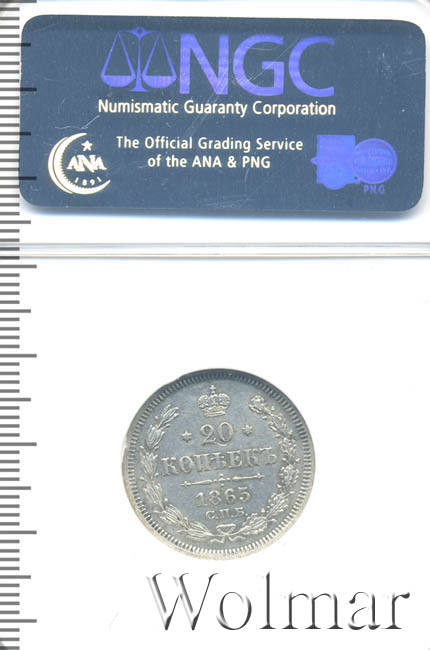 NGC
Numismatic Guaranty Corporation
The Official Grading Service
of the ANA & PNG
ANA
1891
PNG
20
КОПѢЕКЪ
1865
С.П.Б.
Wolmar